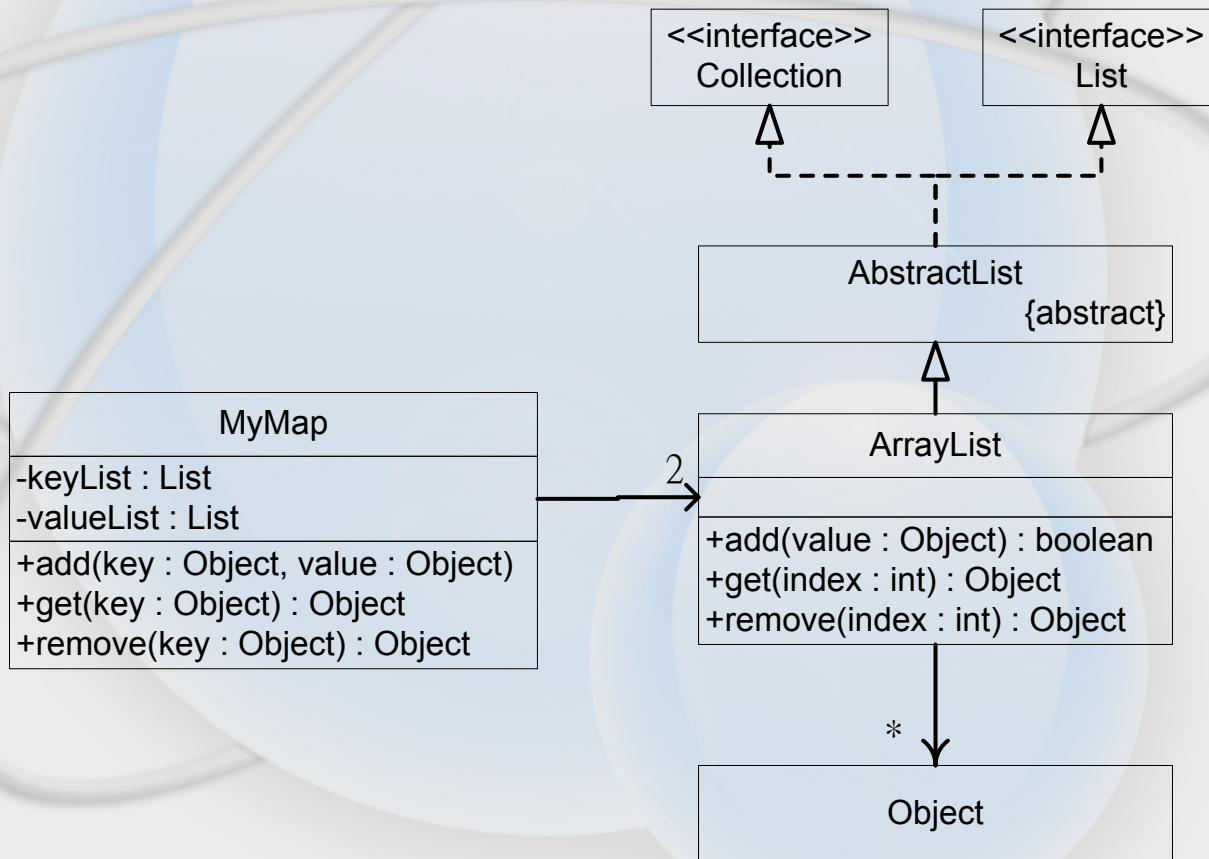 <<interface>>
Collection
<<interface>>
List
AbstractList
{abstract}
MyMap
-keyList : List
-valueList : List
+add(key : Object, value : Object)
+get(key : Object) : Object
+remove(key : Object) : Object
2
ArrayList
+add(value : Object) : boolean
+get(index : int) : Object
+remove(index : int) : Object
*
Object